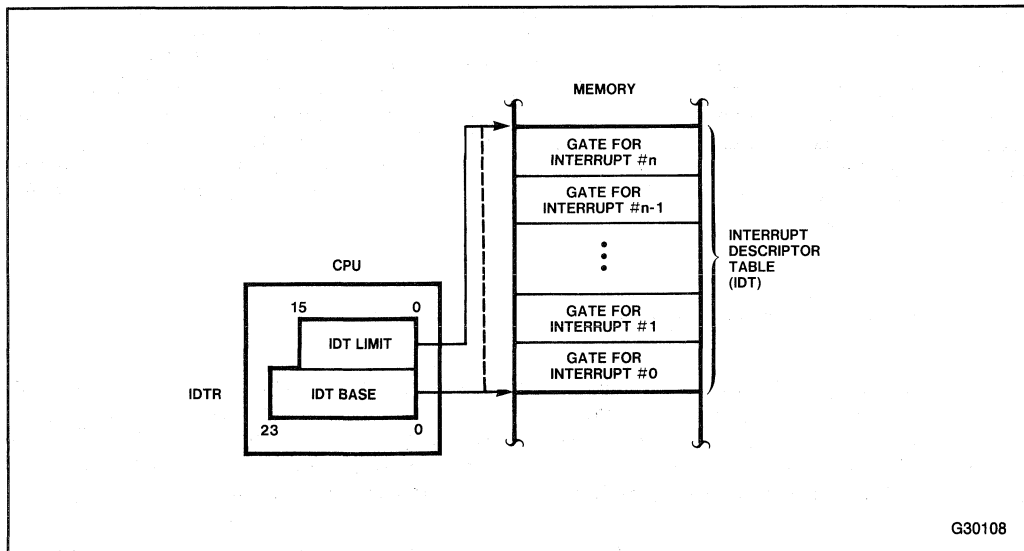 MEMORY
GATE FOR
INTERRUPT #n
GATE FOR
INTERRUPT #n-1
INTERRUPT
DESCRIPTOR
TABLE
(IDT)
CPU
15 0
IDT LIMIT
GATE FOR
INTERRUPT #1
GATE FOR
INTERRUPT #0
IDTR
IDT BASE
23 0
G30108